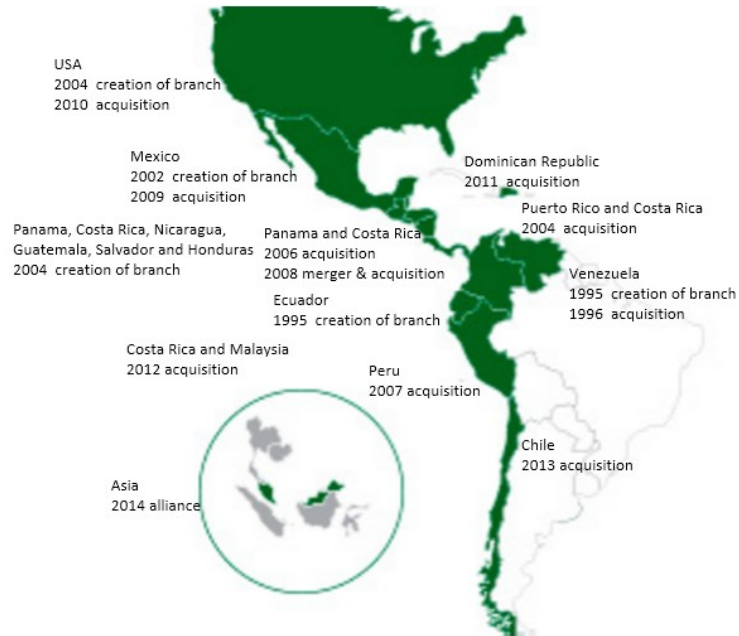 USA
2004 creation of branch
2010 acquisition
Mexico
2002 creation of branch
2009 acquisition
Dominican Republic
2011 acquisition
Puerto Rico and Costa Rica
2004 acquisition
Panama, Costa Rica, Nicaragua,
Guatemala, Salvador and Honduras
2004 creation of branch
Panama and Costa Rica
2006 acquisition
2008 merger & acquisition
Venezuela
1995 creation of branch
1996 acquisition
Ecuador
1995 creation of branch
Costa Rica and Malaysia
2012 acquisition
Peru
2007 acquisition
Chile
2013 acquisition
Asia
2014 alliance